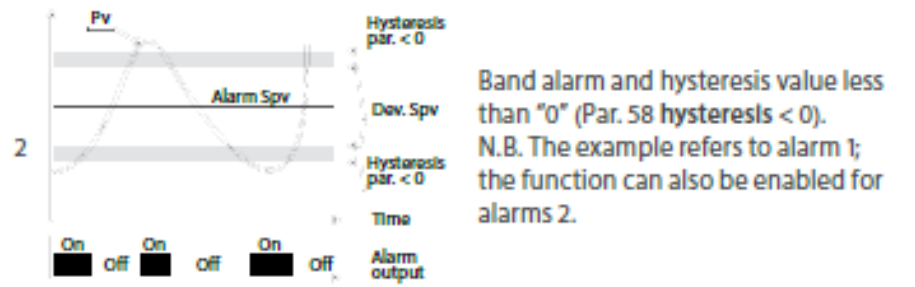 Pv
Hysteresis
par. < 0
Alarm Spv
Dev. Spv
2
Hysteresis
par. < 0
Time
On
On
On
Off
Off
Off
Alarm
output
Band alarm and hysteresis value less
than "0" (Par. 58 hysteresis < 0).
N.B. The example refers to alarm 1;
the function can also be enabled for
alarms 2.